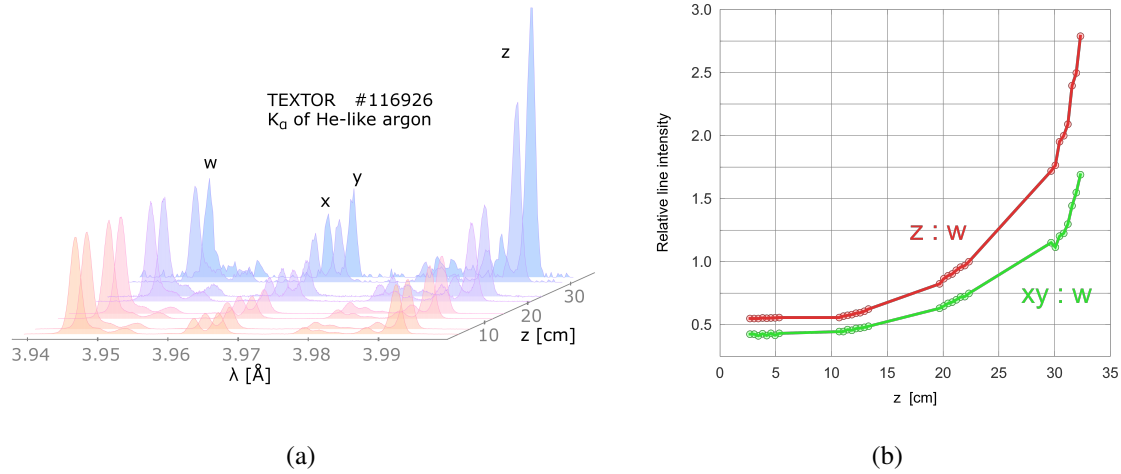 z
TEXTOR #116926
Kα of He-like argon
w
y
x
30
20
10
z [cm]
3.94 3.95 3.96 3.97 3.98 3.99
λ [Å]
(a)
3.0
2.5
2.0
1.5
1.0
0.5
Relative line intensity
z : w
xy : w
0 5 10 15 20 25 30 35
z [cm]
(b)